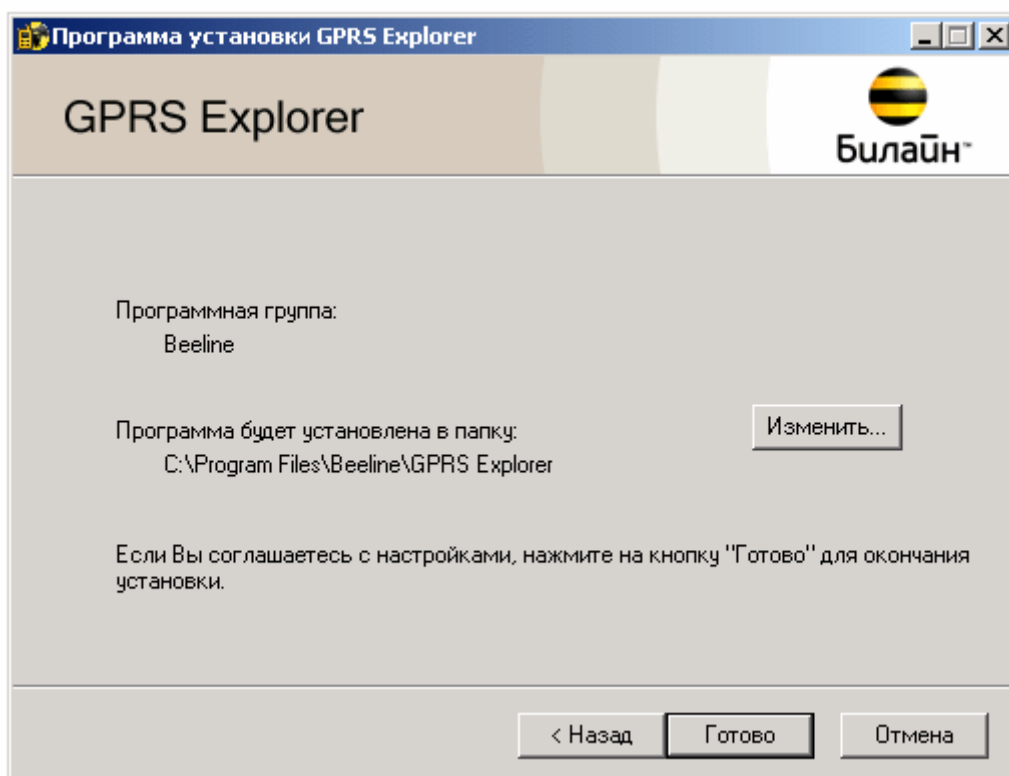 Программа установки GPRS Explorer
GPRS Explorer
Билайн™
Программная группа:
Beeline
Программа будет установлена в папку:
Изменить...
C:\Program Files\Beeline\GPRS Explorer
Если Вы соглашаетесь с настройками, нажмите на кнопку "Готово" для окончания
установки.
< Назад
Готово
Отмена